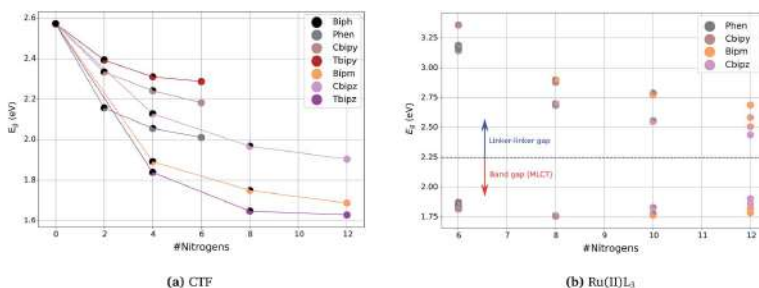 2.6
2.4
2.2
2.0
1.8
1.6
E_g (eV)
0 2 4 6 8 10 12
#Nitrogens
Biph
Phen
Cbipy
Tbipy
Bipm
Cbipz
Tbipz
(a) CTF
3.25
3.00
2.75
2.50
2.25
2.00
1.75
E_g (eV)
6 7 8 9 10 11 12
#Nitrogens
Phen
Cbipy
Bipm
Cbipz
Linker-linker gap
Band gap (MLCT)
(b) Ru(II)L₃